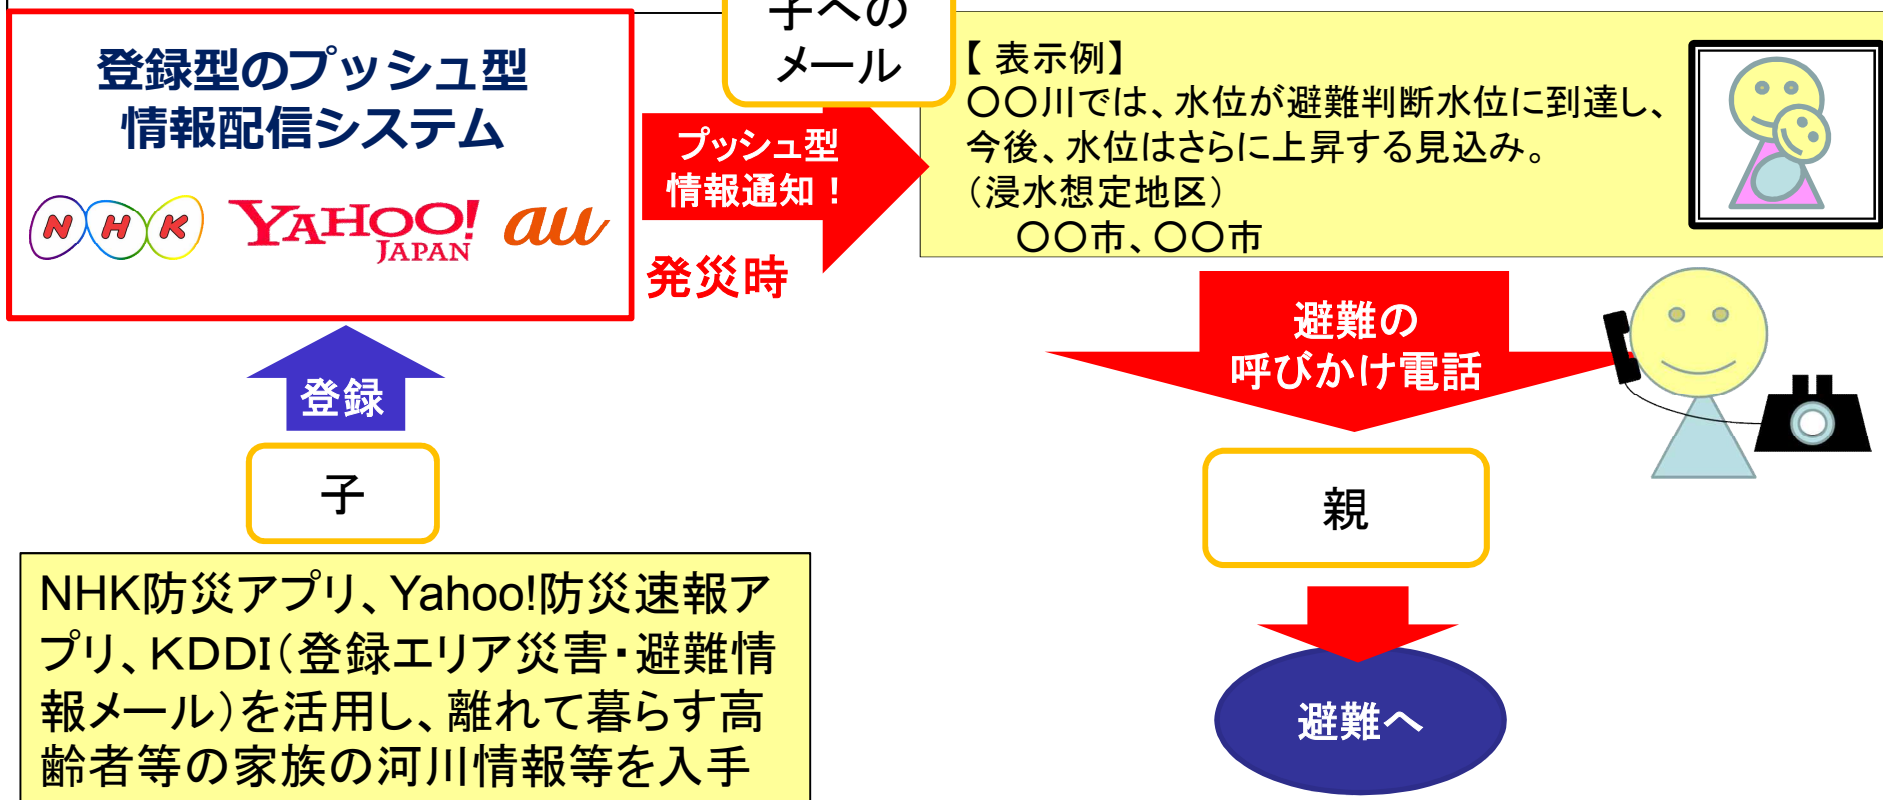 子への
メール
登録型のプッシュ型
情報配信システム
NHK
YAHOO!
JAPAN
au
プッシュ型
情報通知！
発災時
【 表示例】
〇〇川では、水位が避難判断水位に到達し、
今後、水位はさらに上昇する見込み。
（浸水想定地区）
〇〇市、〇〇市
避難の
呼びかけ電話
登録
子
親
避難へ
NHK防災アプリ、Yahoo!防災速報ア
プリ、ＫＤＤＩ（登録エリア災害・避難情
報メール）を活用し、離れて暮らす高
齢者等の家族の河川情報等を入手